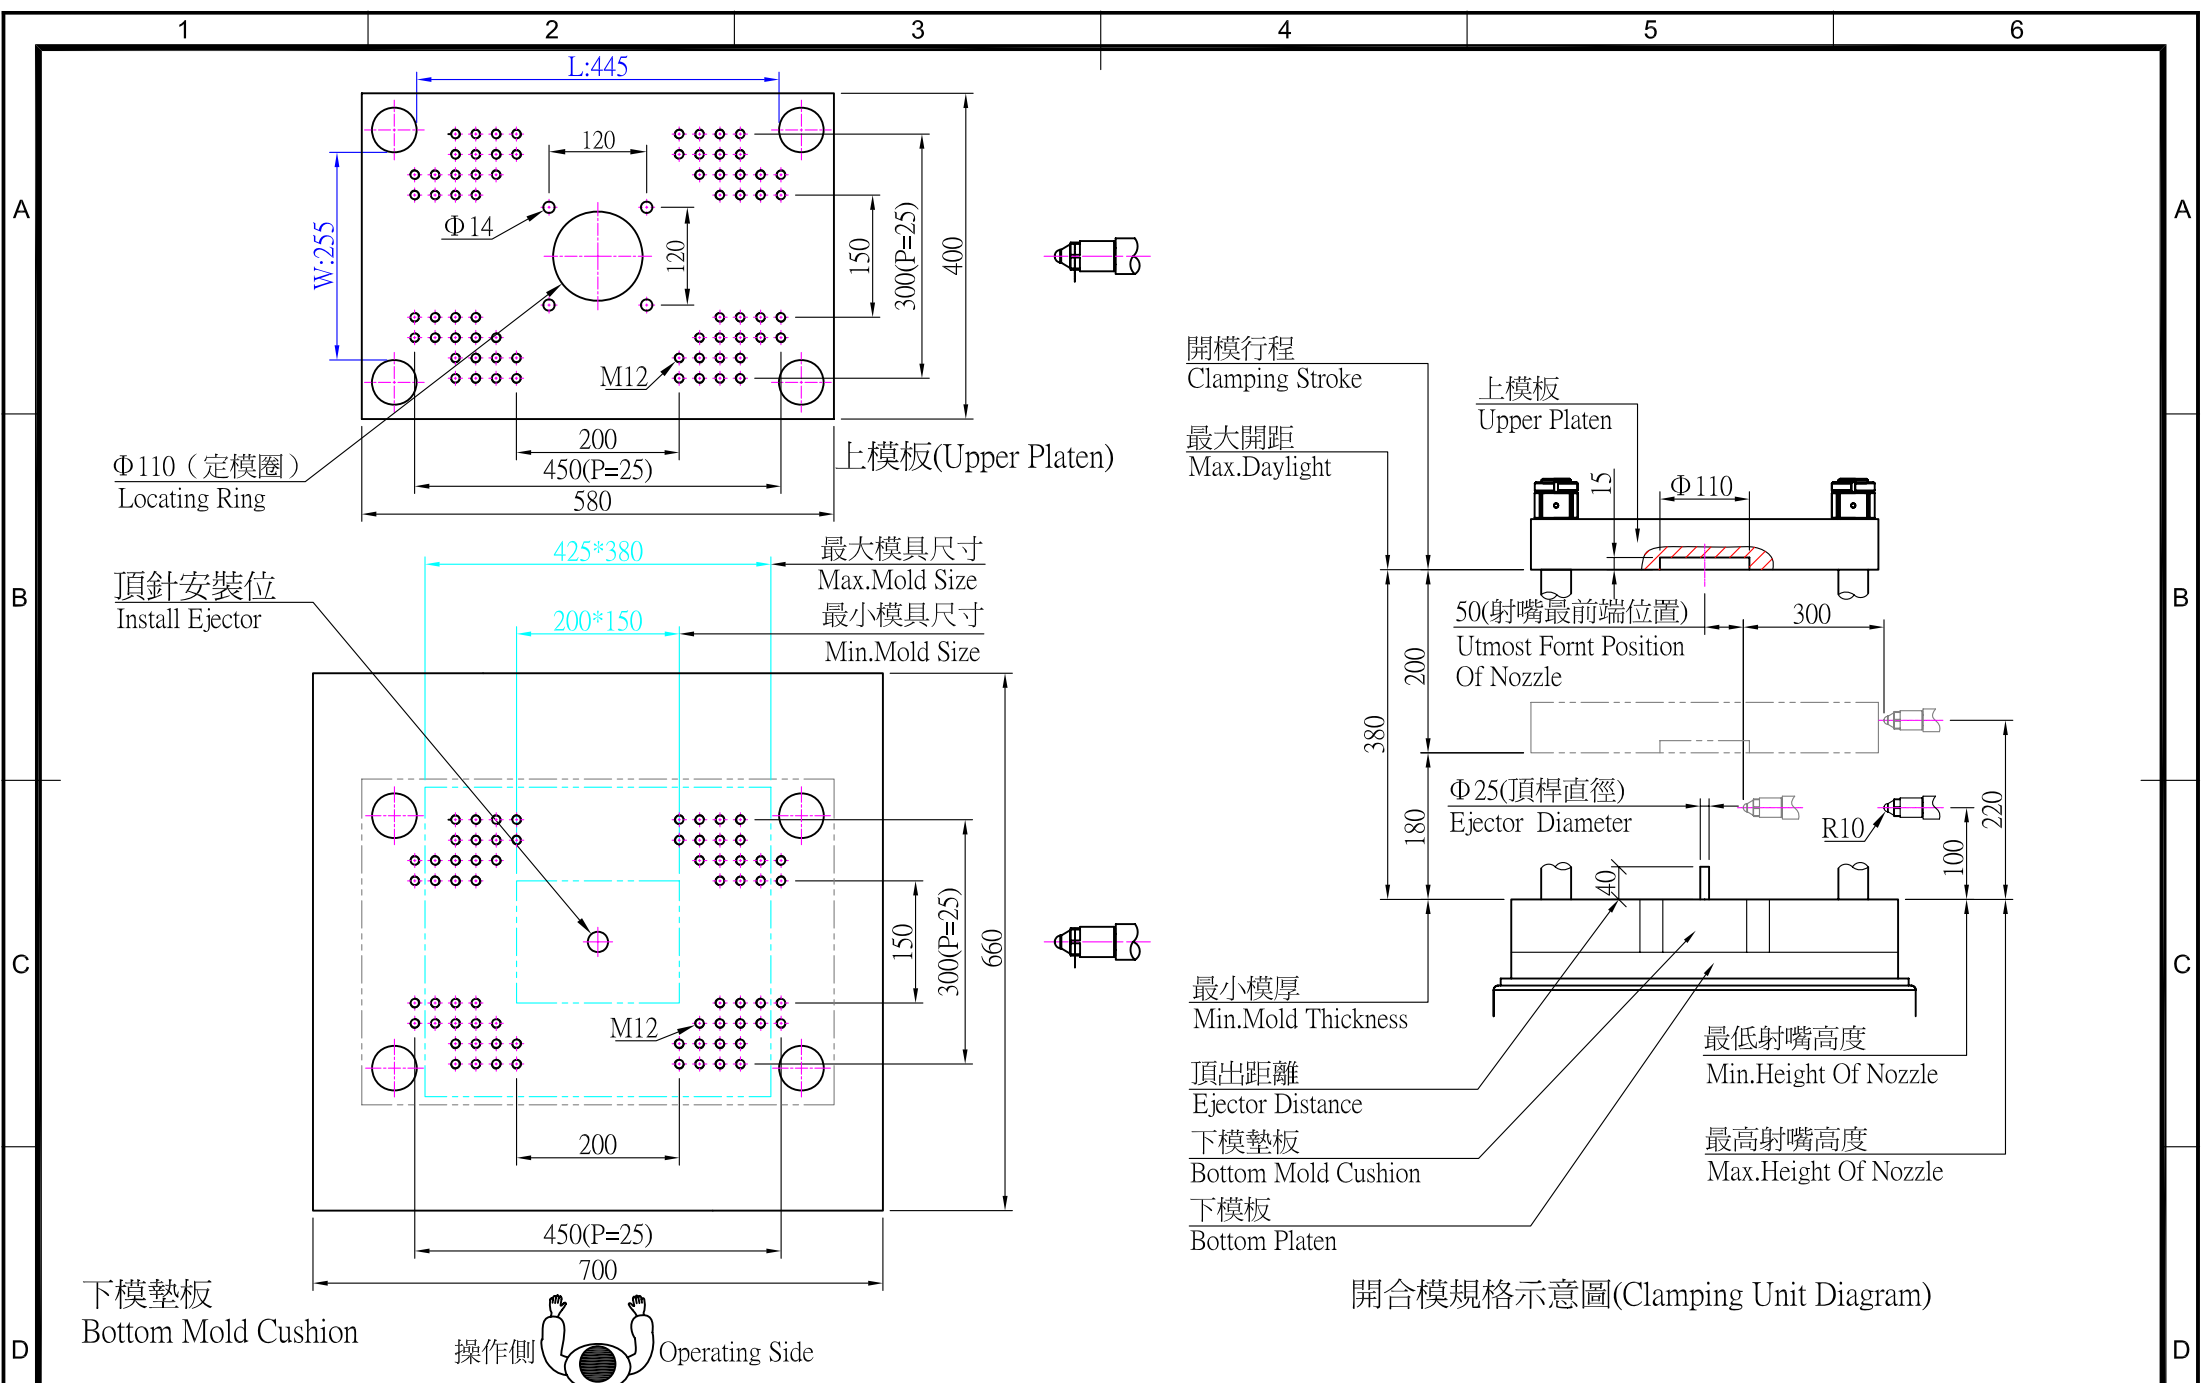 1 2 3 4 5 6
A
B
C
D
A
B
C
D
L:445
W:255
120
Φ14
120
150
300(P=25)
400
M12
200
450(P=25)
580
上模板(Upper Platen)
Φ110（定模圈）
Locating Ring
425*380
最大模具尺寸
Max.Mold Size
200*150
最小模具尺寸
Min.Mold Size
頂針安裝位
Install Ejector
150
300(P=25)
660
M12
200
450(P=25)
700
下模墊板
Bottom Mold Cushion
操作側
Operating Side
開模行程
Clamping Stroke
最大開距
Max.Daylight
上模板
Upper Platen
15
Φ110
50(射嘴最前端位置)
Utmost Fornt Position
Of Nozzle
300
200
380
180
Φ25(頂桿直徑)
Ejector Diameter
R10
220
100
40
最小模厚
Min.Mold Thickness
頂出距離
Ejector Distance
下模墊板
Bottom Mold Cushion
下模板
Bottom Platen
最低射嘴高度
Min.Height Of Nozzle
最高射嘴高度
Max.Height Of Nozzle
開合模規格示意圖(Clamping Unit Diagram)